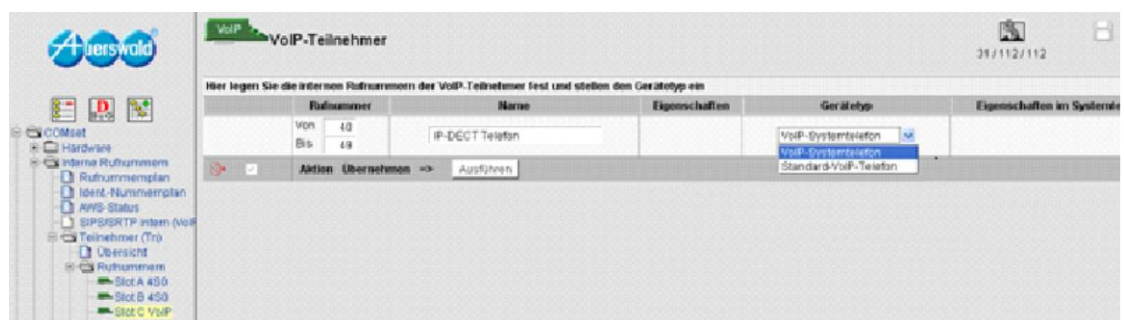 Auerswald
VoIP
VoIP-Teilnehmer
31/112/112
Hier legen Sie die internen Rufnummern der VoIP-Teilnehmer fest und stellen den Gerätetyp ein
Rufnummer Name Eigenschaften Gerätetyp Eigenschaften im Systemte
Von 40
Bis 49
IP-DECT Telefon
VoIP-Systemtelefon
VoIP-Systemtelefon
Standard-VoIP-Telefon
Aktion Übernehmen => Ausführen
COMset
Hardware
Interne Rufnummern
Rufnummernplan
Ident.-Nummernplan
AWS-Status
SIPS/SRTP intern (VoIP
Teilnehmer (Tn)
Übersicht
Rufnummern
Slot A 4S0
Slot B 4S0
Slot C VoIP